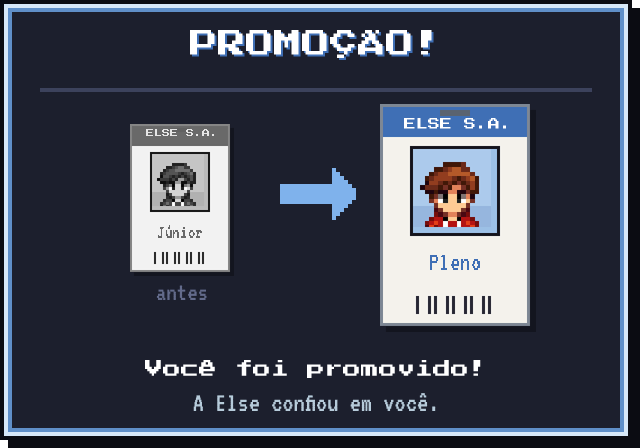 PROMOÇÃO!
ELSE S.A.
Júnior
antes
ELSE S.A.
Pleno
Você foi promovido!
A Else confiou em você.